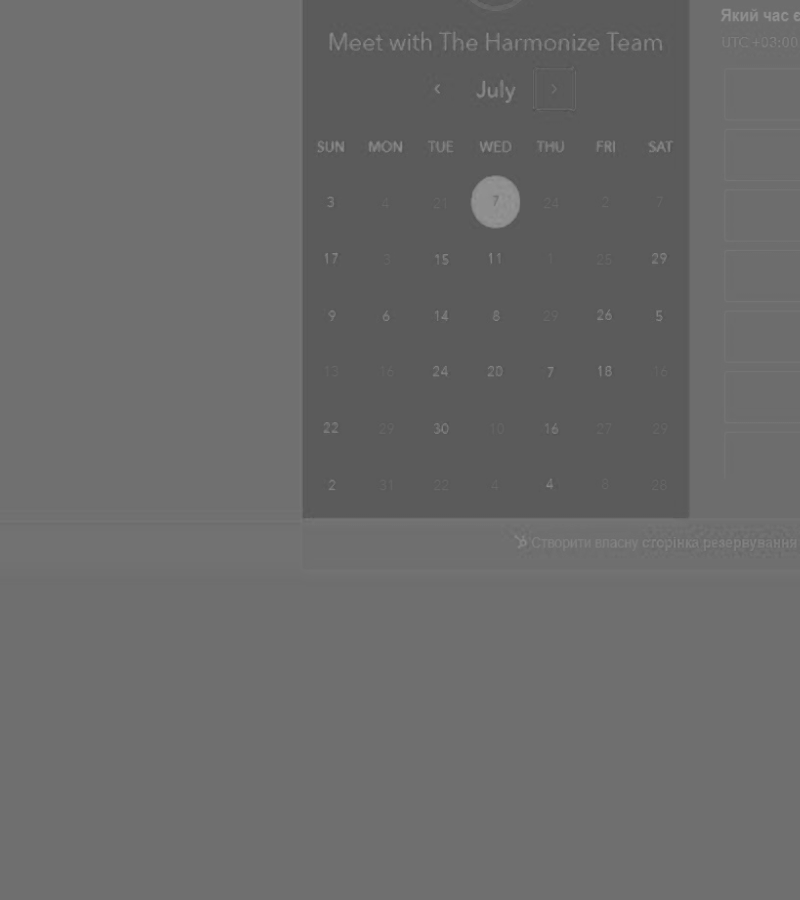 Який час є
UTC +03:00
Meet with The Harmonize Team
July
SUN MON TUE WED THU FRI SAT
3 4 21 7 24 2 7
17 3 15 11 1 25 29
9 6 14 8 29 26 5
13 16 24 20 7 18 16
22 29 30 10 16 27 29
2 31 22 4 4 8 28
Створити власну сторінка резервування